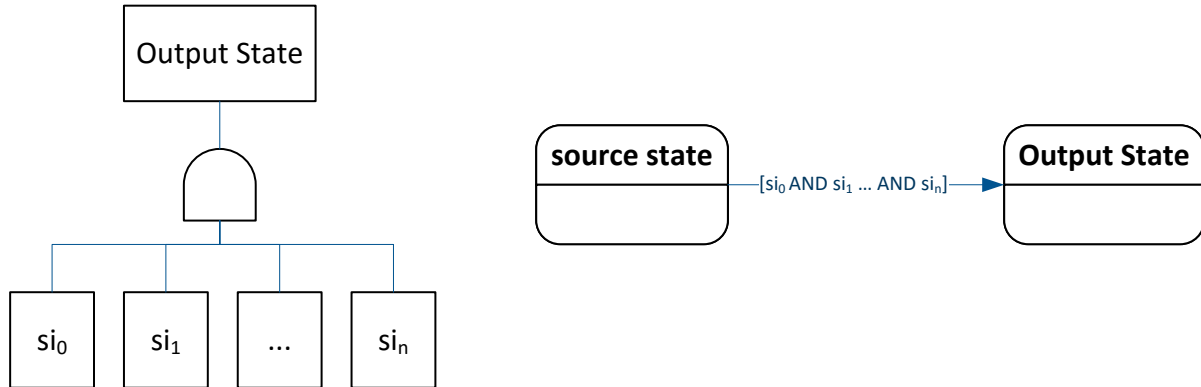 Output State
source state
[si₀ AND si₁ ... AND siₙ]
Output State
si₀
si₁
...
siₙ